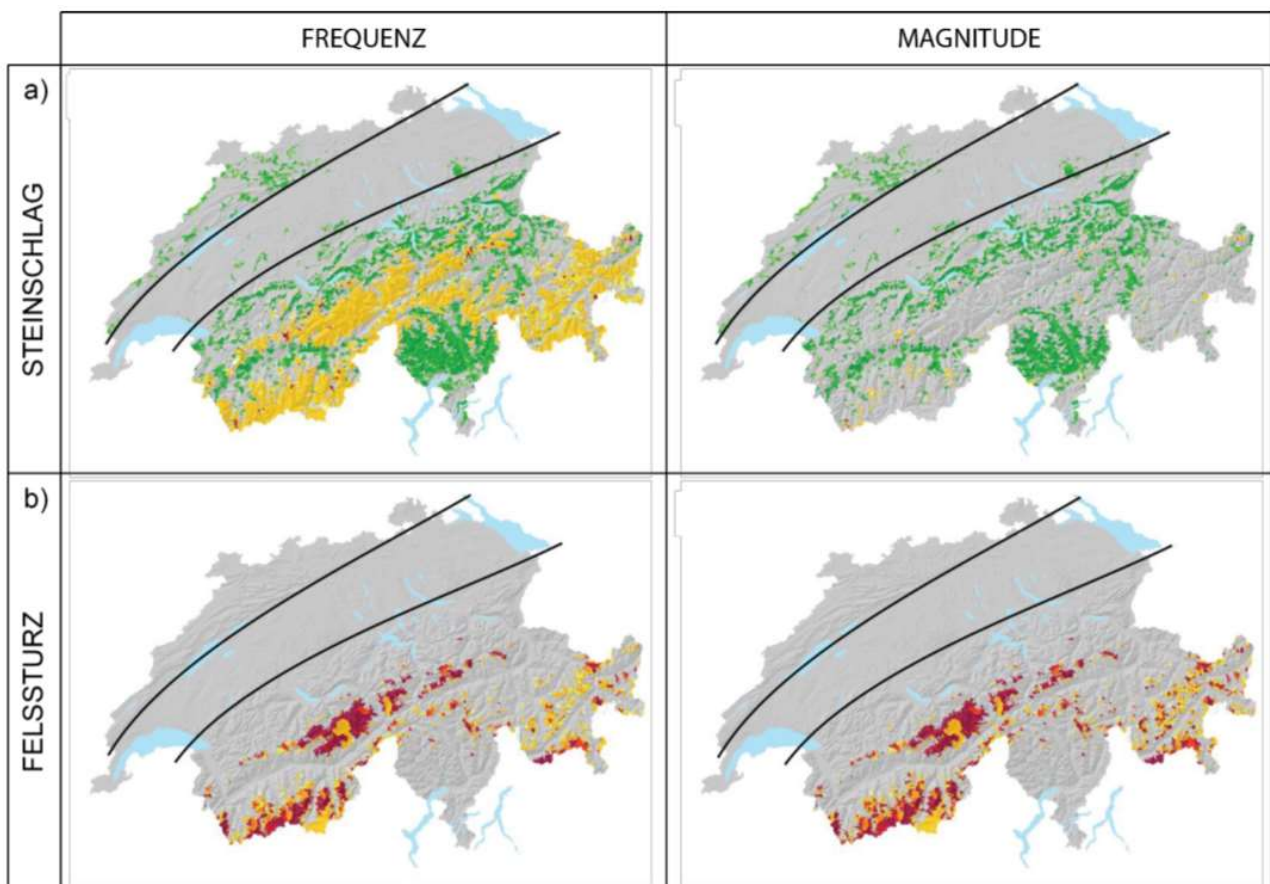 FREQUENZ
MAGNITUDE
a)
STEINSCHLAG
b)
FELSSTURZ